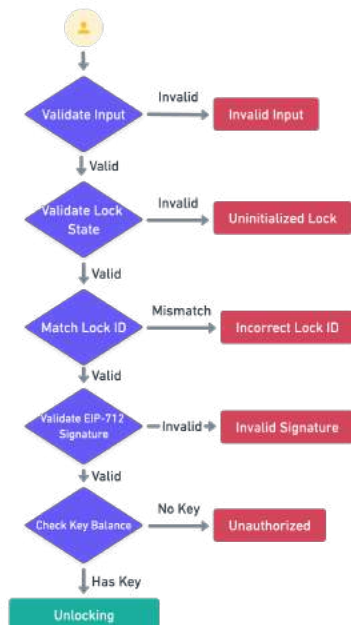 Validate Input
Invalid
Invalid Input
Valid
Validate Lock
State
Invalid
Uninitialized Lock
Valid
Match Lock ID
Mismatch
Incorrect Lock ID
Valid
Validate EIP-712
Signature
Invalid
Invalid Signature
Valid
Check Key Balance
No Key
Unauthorized
Has Key
Unlocking